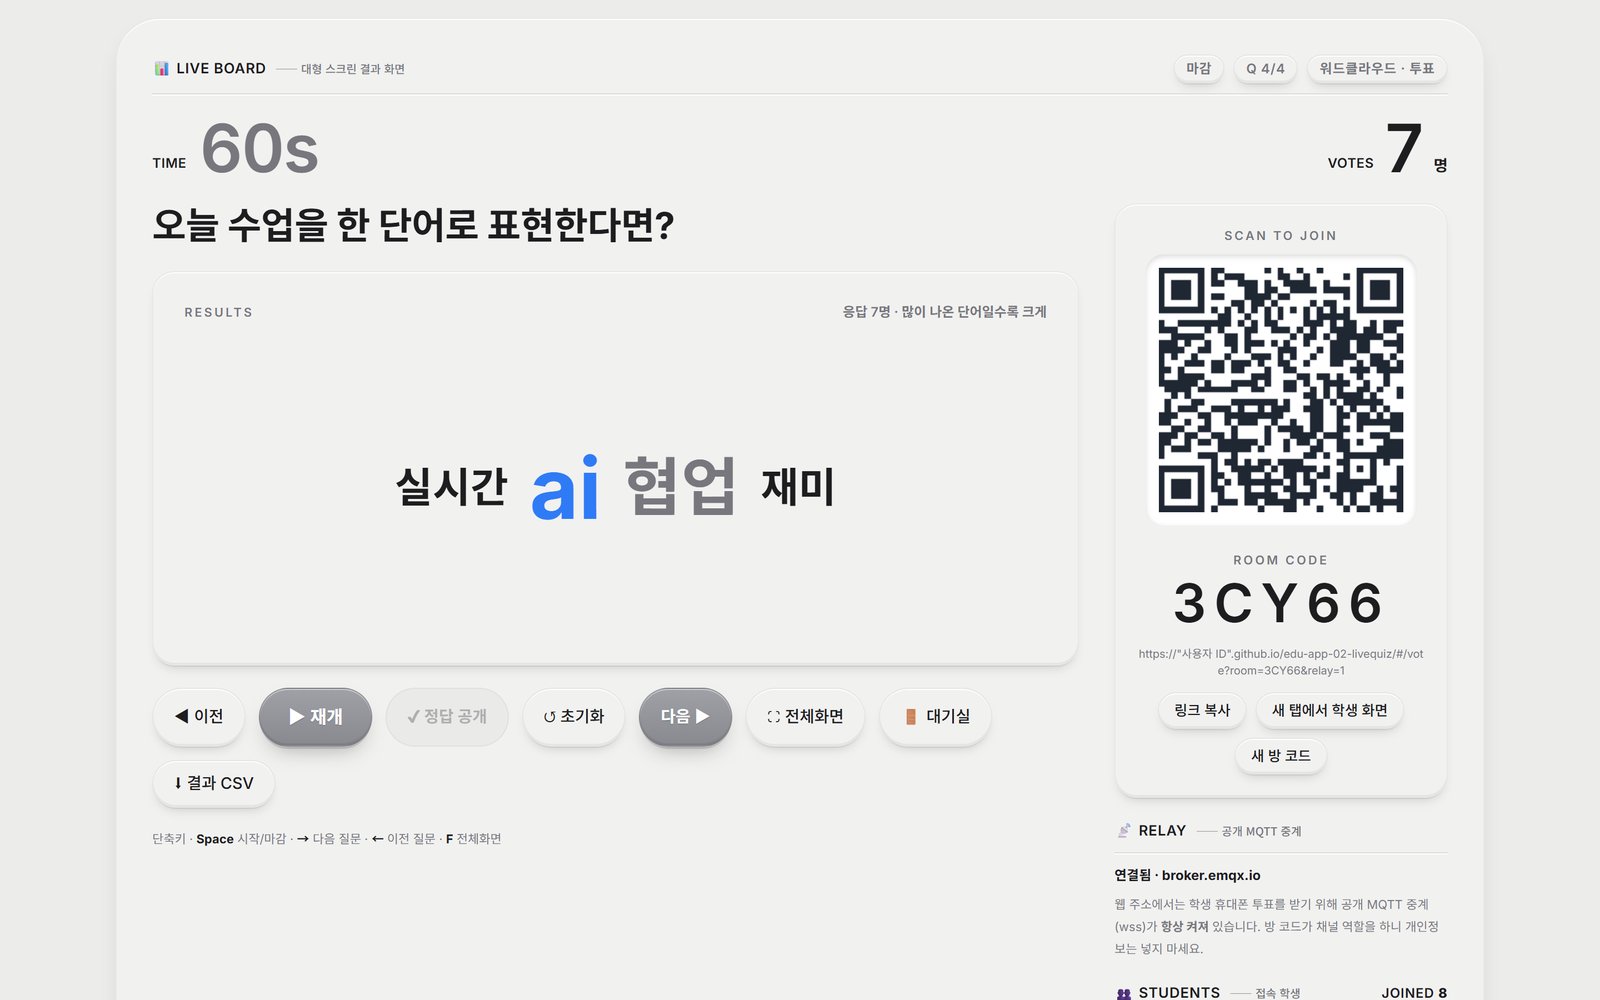 LIVE BOARD 대형 스크린 결과 화면
마감 Q 4/4 워드클라우드 · 투표
TIME 60s
VOTES 7 명
오늘 수업을 한 단어로 표현한다면?
RESULTS
응답 7명 · 많이 나온 단어일수록 크게
실시간 ai 협업 재미
◀ 이전 ▶ 재개 ✓ 정답 공개 ↺ 초기화 다음 ▶ ⛶ 전체화면 대기실
⬇ 결과 CSV
단축키 · Space 시작/마감 · → 다음 질문 · ← 이전 질문 · F 전체화면
SCAN TO JOIN
ROOM CODE
3CY66
https://"사용자 ID".github.io/edu-app-02-livequiz/#/vot
e?room=3CY66&relay=1
링크 복사 새 탭에서 학생 화면
새 방 코드
RELAY 공개 MQTT 중계
연결됨 · broker.emqx.io
웹 주소에서는 학생 휴대폰 투표를 받기 위해 공개 MQTT 중계
(wss)가 항상 켜져 있습니다. 방 코드가 채널 역할을 하니 개인정
보는 넣지 마세요.
STUDENTS 접속 학생 JOINED 8